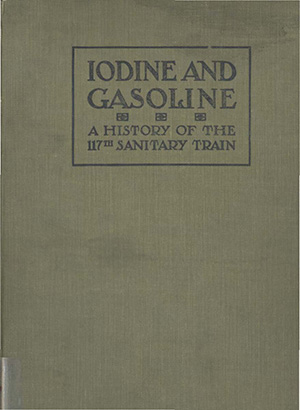 IODINE AND
GASOLINE
A HISTORY OF THE
117TH SANITARY TRAIN